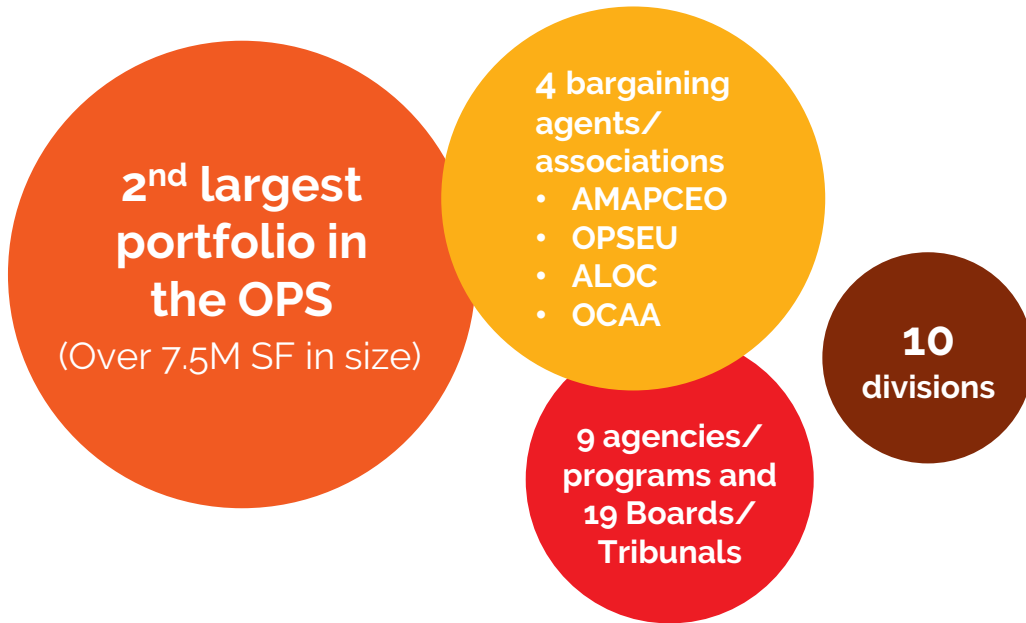 2nd largest
portfolio in
the OPS
(Over 7.5M SF in size)
4 bargaining
agents/
associations
• AMAPCEO
• OPSEU
• ALOC
• OCAA
10
divisions
9 agencies/
programs and
19 Boards/
Tribunals